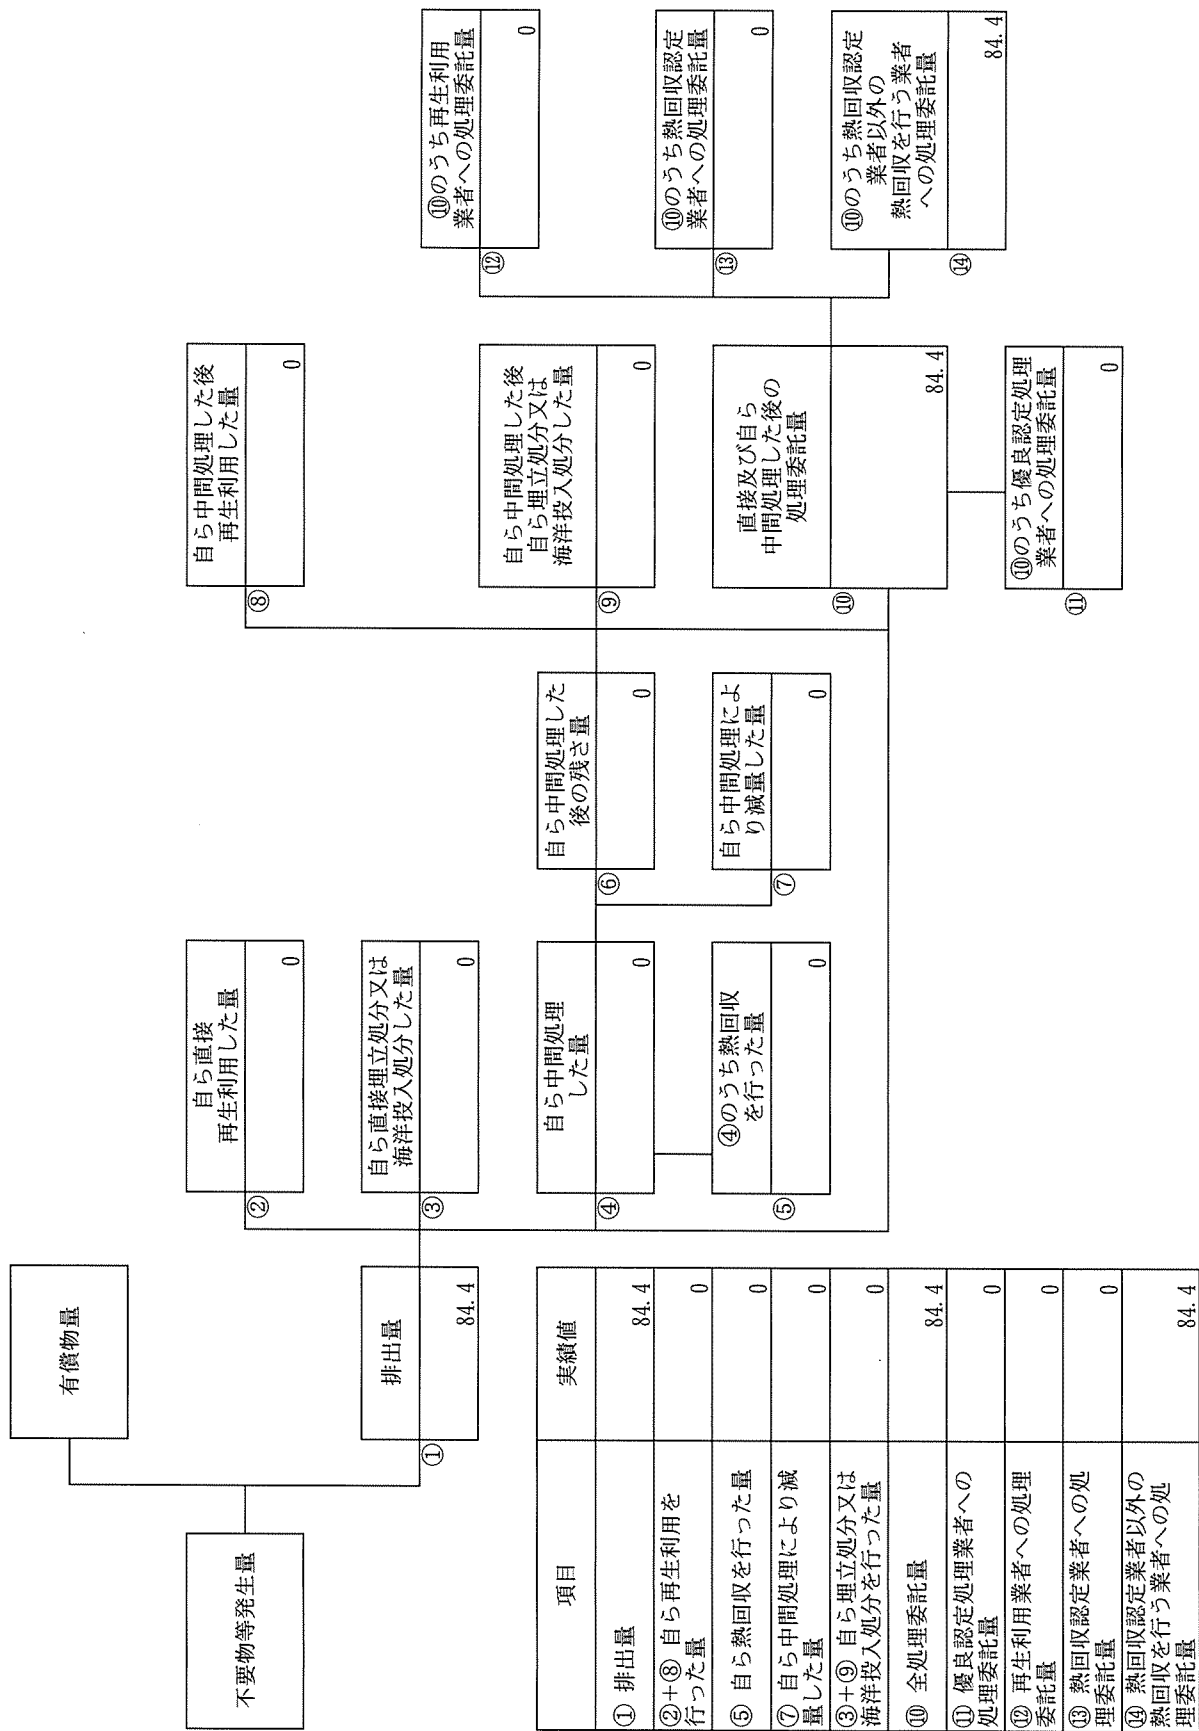 不要物等発生量
有償物量
①
排出量
84.4
②
自ら直接
再生利用した量
0
③
自ら直接埋立処分又は
海洋投入処分した量
0
④
自ら中間処理
した量
0
⑤
④のうち熱回収
を行った量
0
⑥
自ら中間処理した
後の残さ量
0
⑦
自ら中間処理によ
り減量した量
0
⑧
自ら中間処理した後
再生利用した量
0
⑨
自ら中間処理した後
自ら埋立処分又は
海洋投入処分した量
0
⑩
直接及び自ら
中間処理した後の
処理委託量
84.4
⑪
⑩のうち優良認定処理
業者への処理委託量
0
⑫
⑩のうち再生利用
業者への処理委託量
0
⑬
⑩のうち熱回収認定
業者への処理委託量
0
⑭
⑩のうち熱回収認定
業者以外の
熱回収を行う業者
への処理委託量
84.4
項目 実績値
① 排出量 84.4
②+⑧ 自ら再生利用を
行った量 0
⑤ 自ら熱回収を行った量 0
⑦ 自ら中間処理により減
量した量 0
③+⑨ 自ら埋立処分又は
海洋投入処分を行った量 0
⑩ 全処理委託量 84.4
⑪ 優良認定処理業者への
処理委託量 0
⑫ 再生利用業者への処理
委託量 0
⑬ 熱回収認定業者への処
理委託量 0
⑭ 熱回収認定業者以外の
熱回収を行う業者への処
理委託量 84.4